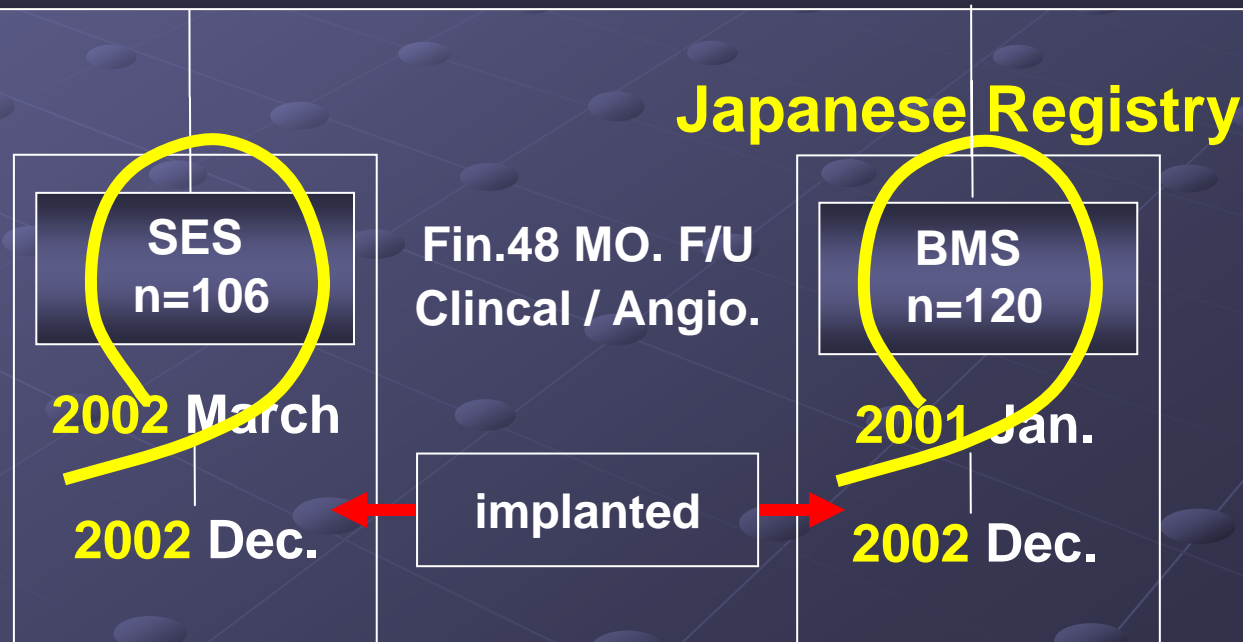 Japanese Registry
SES
n=106
2002 March
2002 Dec.
Fin.48 MO. F/U
Clincal / Angio.
implanted
BMS
n=120
2001 Jan.
2002 Dec.